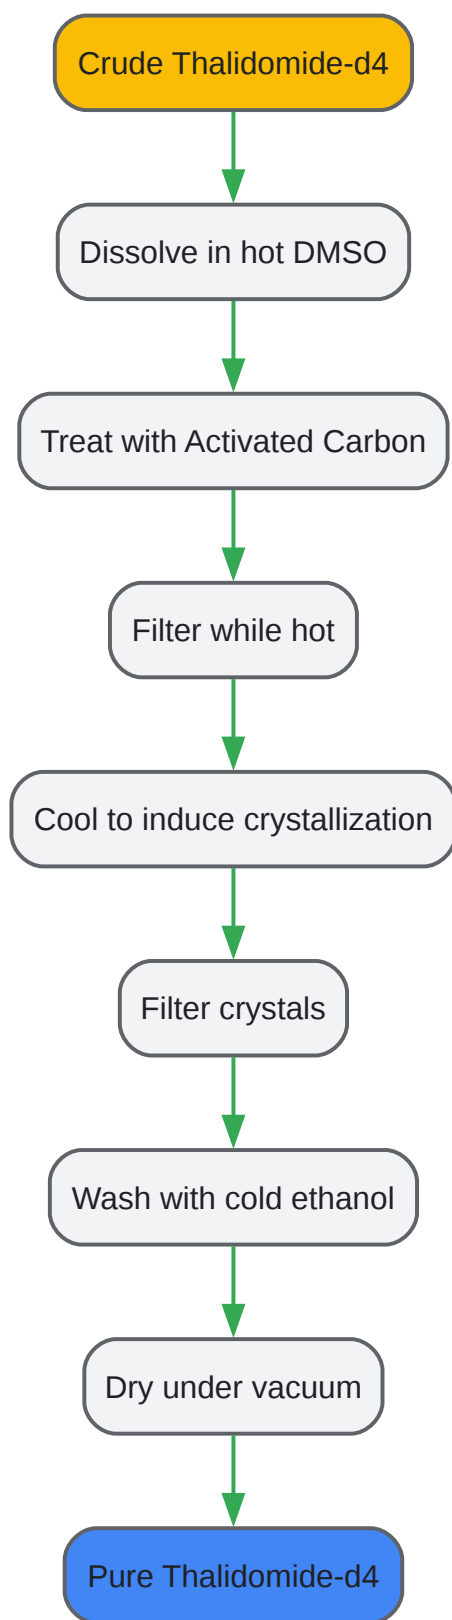 Crude Thalidomide-d4
Dissolve in hot DMSO
Treat with Activated Carbon
Filter while hot
Cool to induce crystallization
Filter crystals
Wash with cold ethanol
Dry under vacuum
Pure Thalidomide-d4